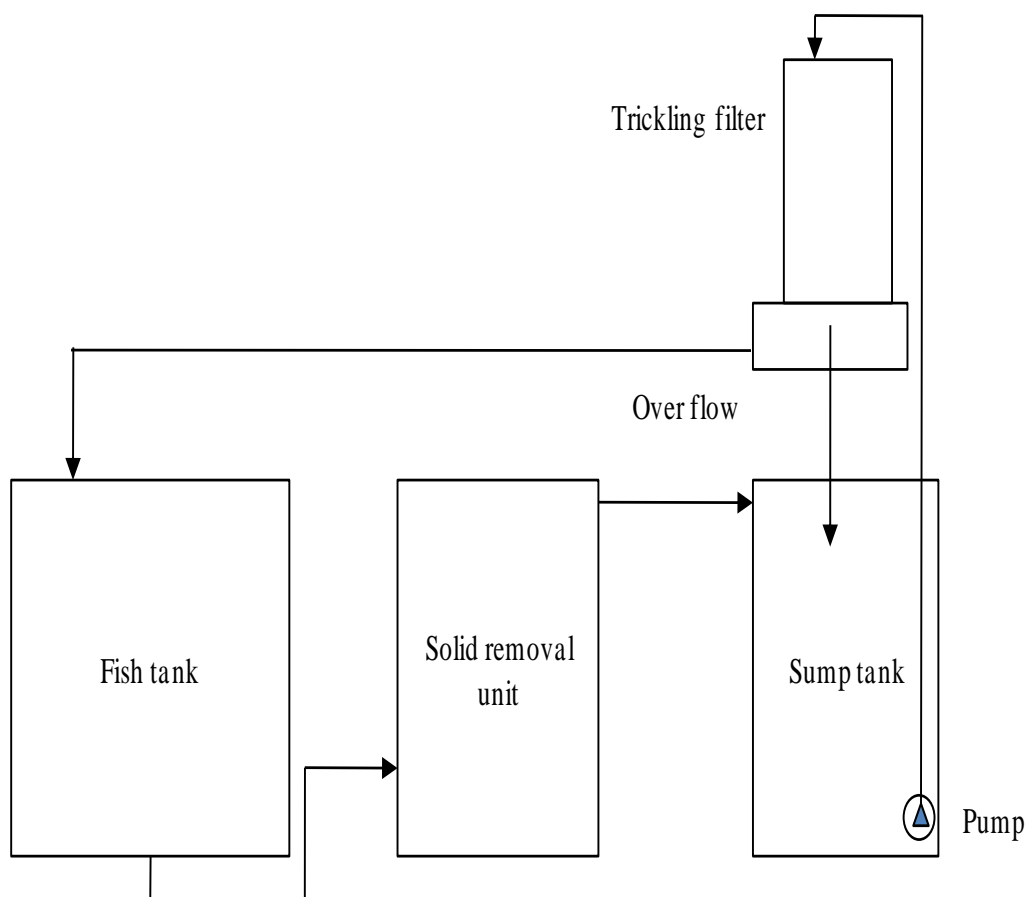 Trickling filter
Over flow
Fish tank
Solid removal
unit
Sump tank
Pump